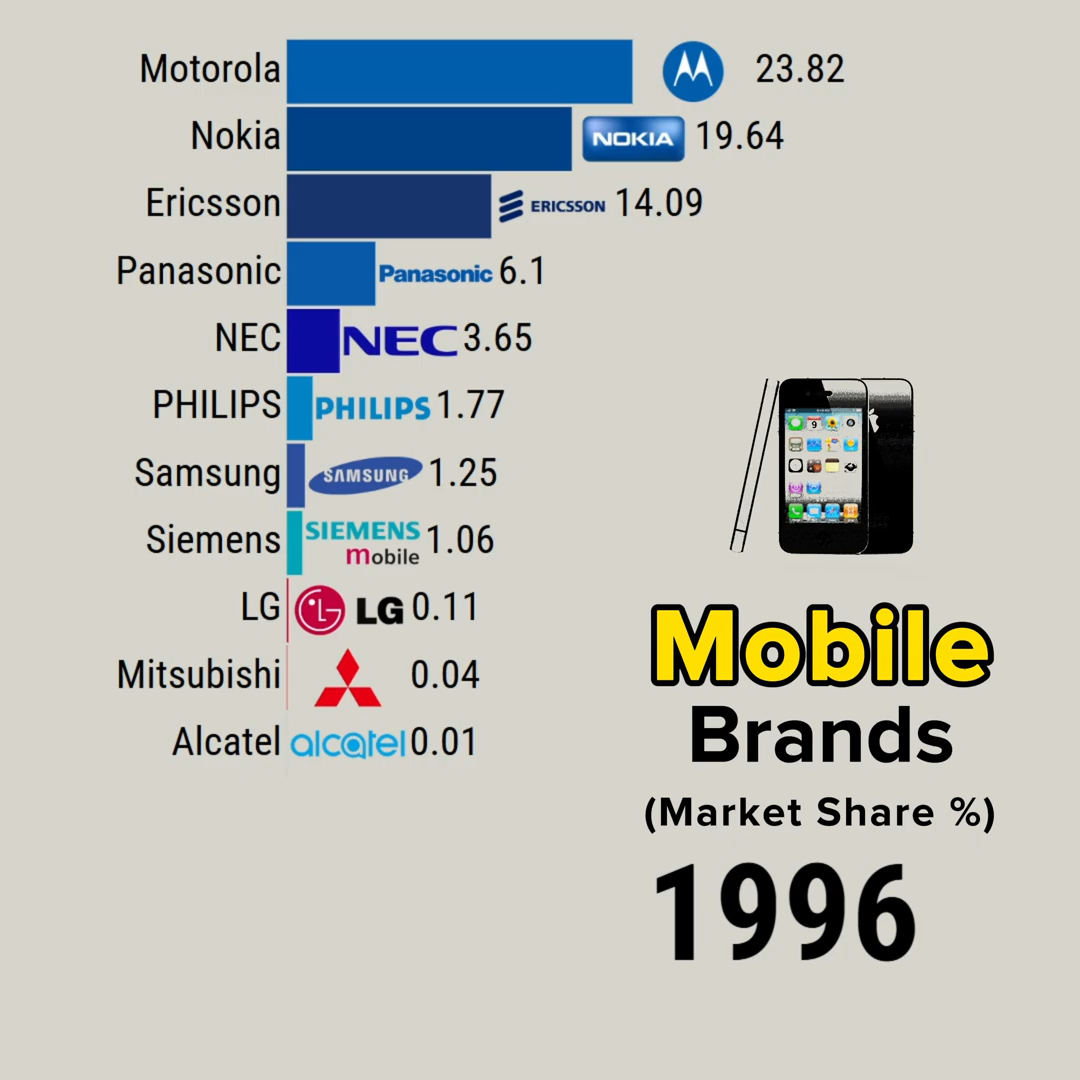 Motorola 23.82
Nokia NOKIA 19.64
Ericsson ERICSSON 14.09
Panasonic Panasonic 6.1
NEC NEC 3.65
PHILIPS PHILIPS 1.77
Samsung SAMSUNG 1.25
Siemens SIEMENS mobile 1.06
LG LG 0.11
Mitsubishi 0.04
Alcatel alcatel 0.01
9
Mobile
Brands
(Market Share %)
1996